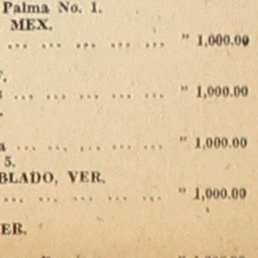 Palma No. 1.
MEX.
... ... ... ... ... " 1,000.00
... ... ... ... " 1,000.00
a ... ... ... ... ... " 1,000.00
5.
BLADO, VER.
... ... ... ... ... " 1,000.00
ER.